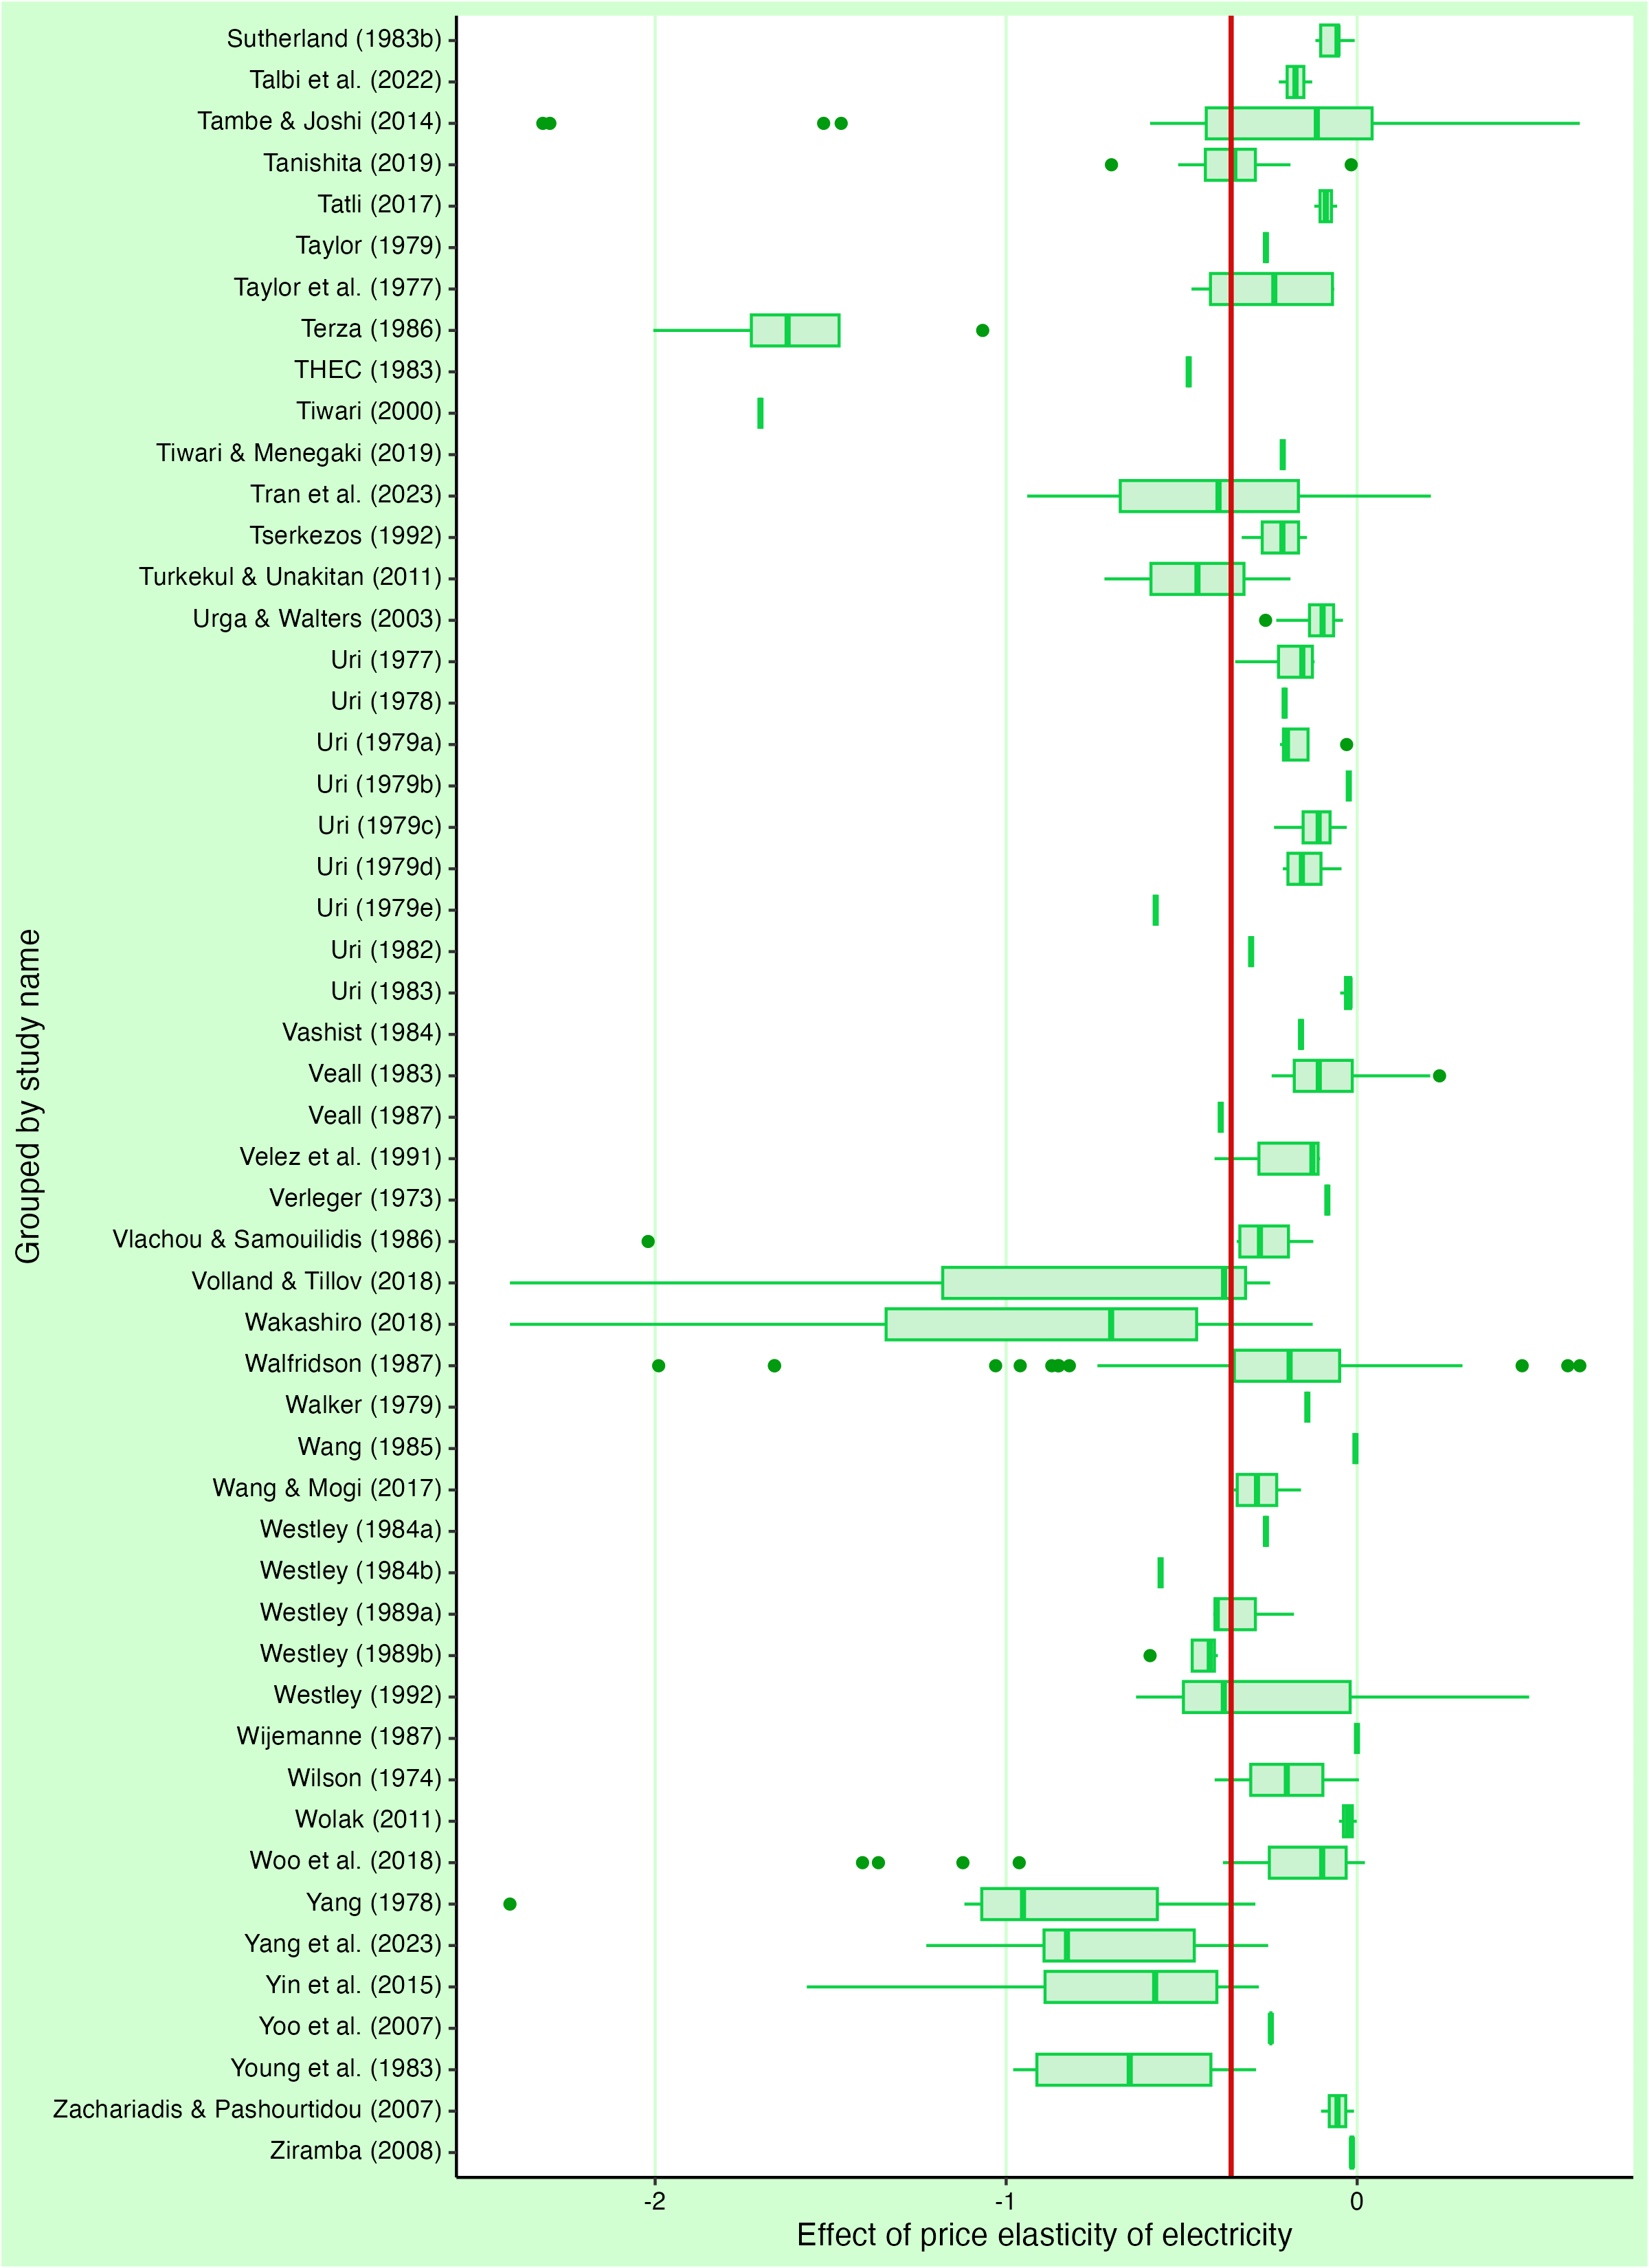 Sutherland (1983b)
Talbi et al. (2022)
Tambe & Joshi (2014)
Tanishita (2019)
Tatli (2017)
Taylor (1979)
Taylor et al. (1977)
Terza (1986)
THEC (1983)
Tiwari (2000)
Tiwari & Menegaki (2019)
Tran et al. (2023)
Tserkezos (1992)
Turkekul & Unakitan (2011)
Urga & Walters (2003)
Uri (1977)
Uri (1978)
Uri (1979a)
Uri (1979b)
Uri (1979c)
Uri (1979d)
Uri (1979e)
Uri (1982)
Uri (1983)
Vashist (1984)
Veall (1983)
Veall (1987)
Velez et al. (1991)
Verleger (1973)
Vlachou & Samouilidis (1986)
Volland & Tillov (2018)
Wakashiro (2018)
Walfridson (1987)
Walker (1979)
Wang (1985)
Wang & Mogi (2017)
Westley (1984a)
Westley (1984b)
Westley (1989a)
Westley (1989b)
Westley (1992)
Wijemanne (1987)
Wilson (1974)
Wolak (2011)
Woo et al. (2018)
Yang (1978)
Yang et al. (2023)
Yin et al. (2015)
Yoo et al. (2007)
Young et al. (1983)
Zachariadis & Pashourtidou (2007)
Ziramba (2008)
Grouped by study name
-2 -1 0
Effect of price elasticity of electricity